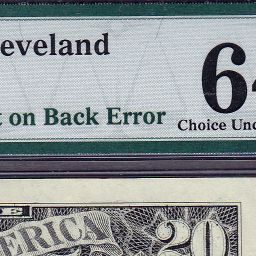 eveland
64
t on Back Error
Choice Unc
ERICA
20